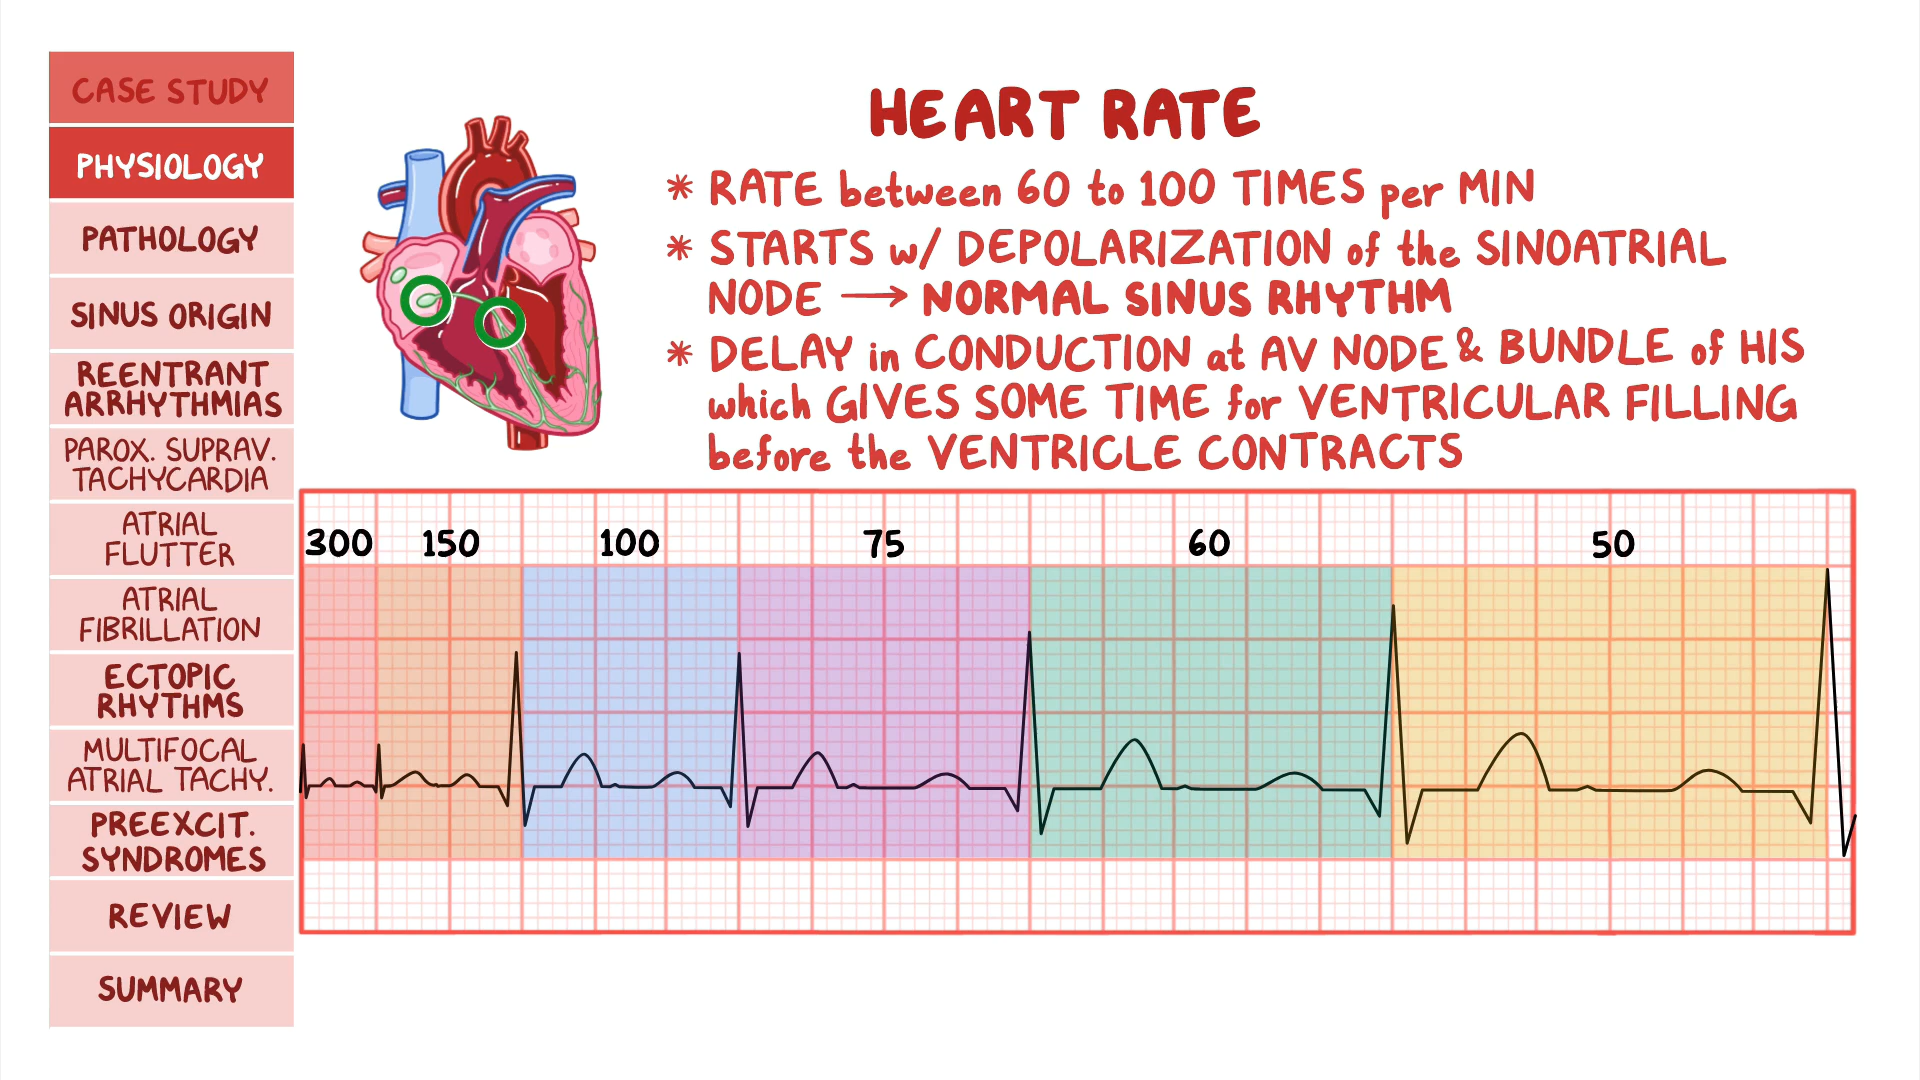 CASE STUDY
PHYSIOLOGY
PATHOLOGY
SINUS ORIGIN
REENTRANT
ARRHYTHMIAS
PAROX. SUPRAV.
TACHYCARDIA
ATRIAL
FLUTTER
ATRIAL
FIBRILLATION
ECTOPIC
RHYTHMS
MULTIFOCAL
ATRIAL TACHY.
PREEXCIT.
SYNDROMES
REVIEW
SUMMARY
HEART RATE
* RATE between 60 to 100 TIMES per MIN
* STARTS w/ DEPOLARIZATION of the SINOATRIAL
NODE → NORMAL SINUS RHYTHM
* DELAY in CONDUCTION at AV NODE & BUNDLE of HIS
which GIVES SOME TIME for VENTRICULAR FILLING
before the VENTRICLE CONTRACTS
300 150 100 75 60 50